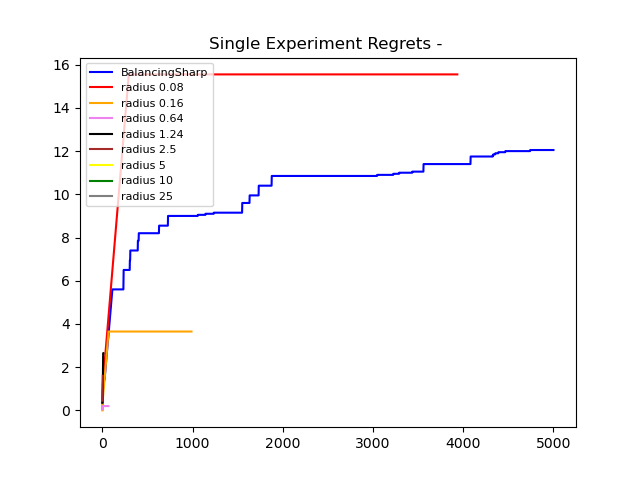 Single Experiment Regrets -
16
14
12
10
8
6
4
2
0
BalancingSharp
radius 0.08
radius 0.16
radius 0.64
radius 1.24
radius 2.5
radius 5
radius 10
radius 25
0 1000 2000 3000 4000 5000